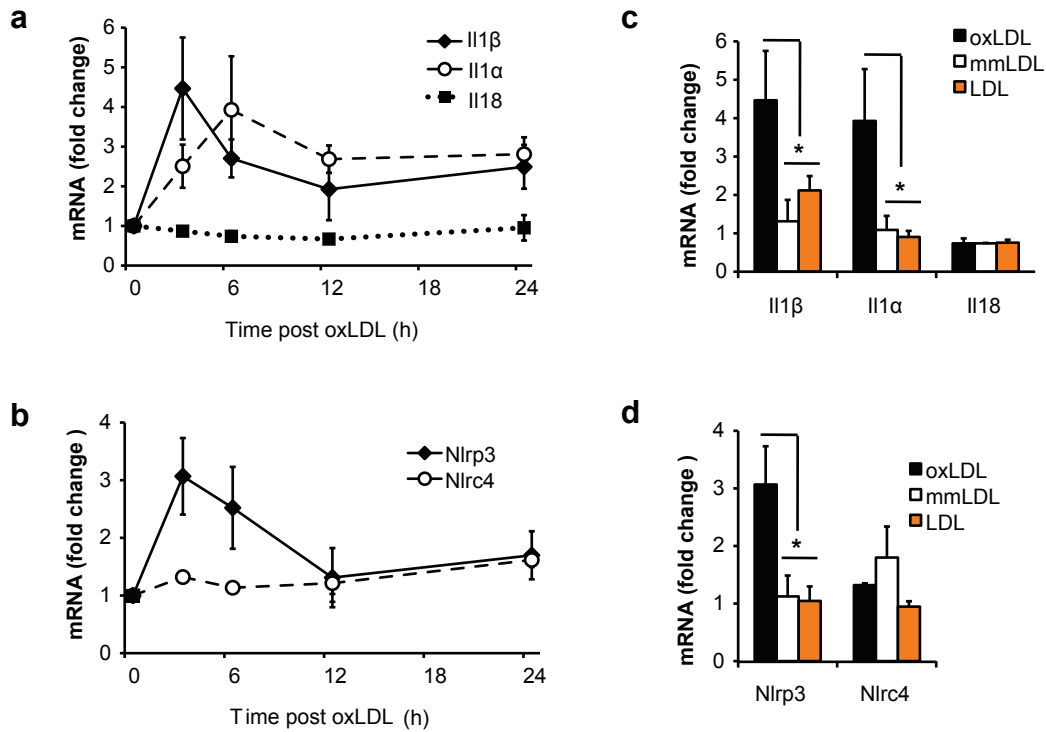 a
mRNA (fold change)
6
5
4
3
2
1
0
0 6 12 18 24
Time post oxLDL (h)
Il1β
Il1α
Il18
c
mRNA (fold change)
6
5
4
3
2
1
0
*
*
Il1β Il1α Il18
oxLDL
mmLDL
LDL
b
mRNA (fold change )
4
3
2
1
0
0 6 12 18 24
Time post oxLDL (h)
Nlrp3
Nlrc4
d
mRNA (fold change )
4
3
2
1
0
*
Nlrp3 Nlrc4
oxLDL
mmLDL
LDL